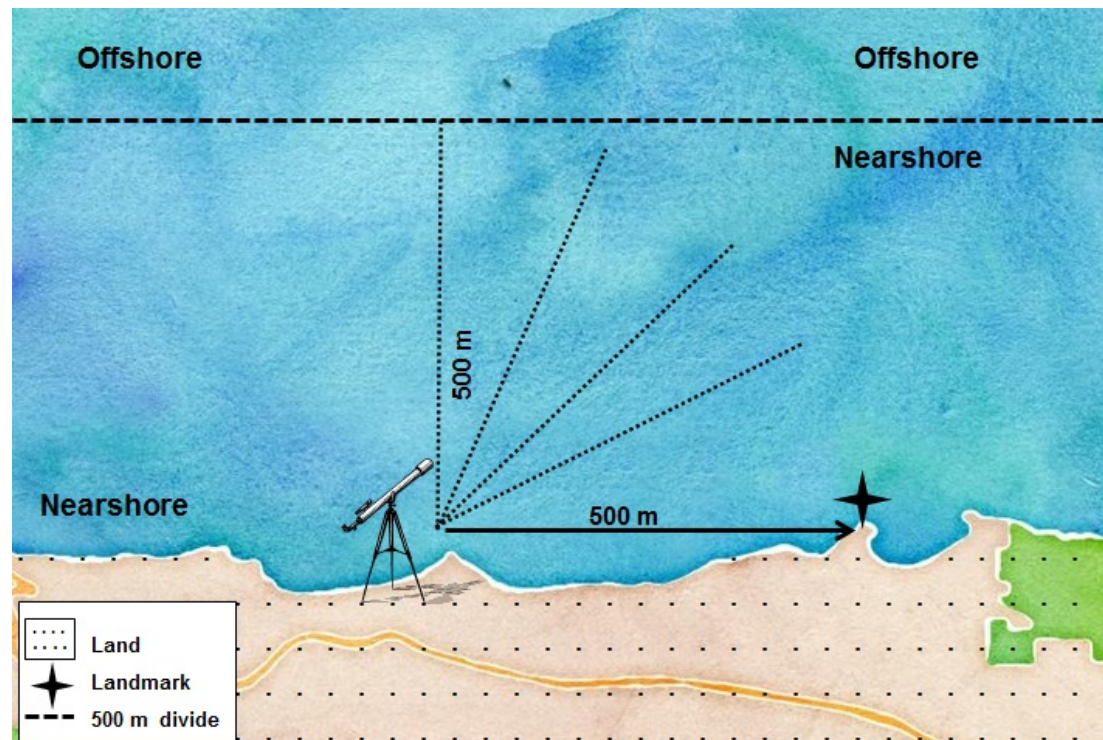 Offshore
Offshore
Nearshore
500 m
Nearshore
500 m
Land
Landmark
500 m divide